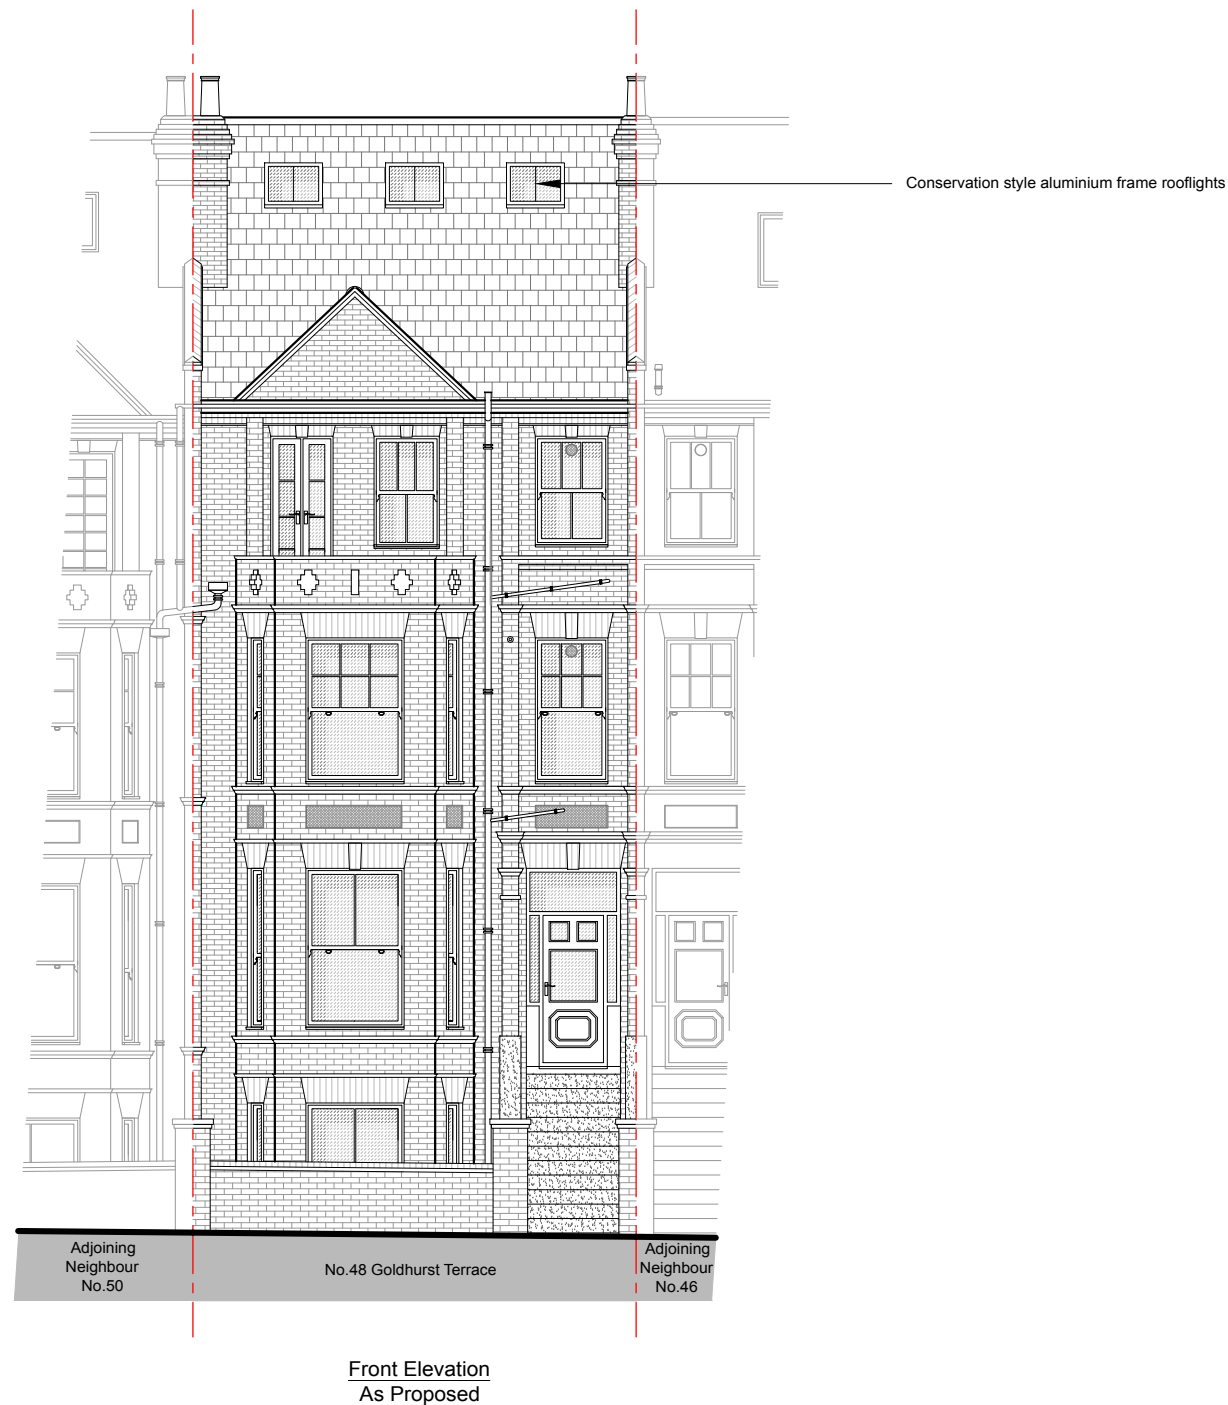 Conservation style aluminium frame rooflights
Adjoining
Neighbour
No.50
No.48 Goldhurst Terrace
Adjoining
Neighbour
No.46
Front Elevation
As Proposed